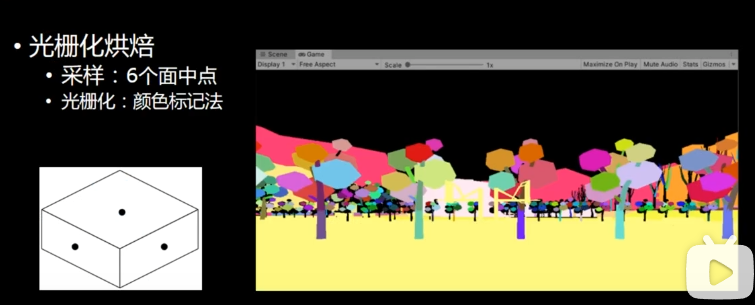 • 光栅化烘焙
• 采样：6个面中点
• 光栅化：颜色标记法
Scene Game
Display 1 Free Aspect Scale 1x Maximize On Play Mute Audio Stats Gizmos